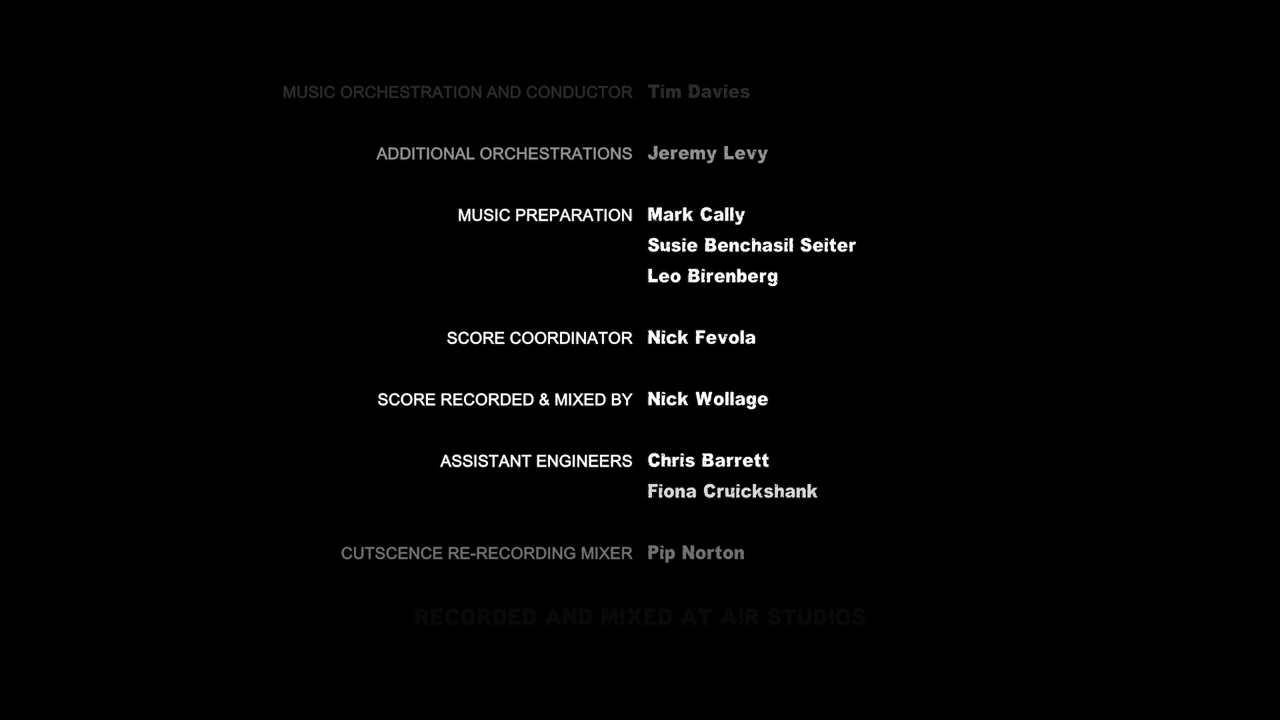 MUSIC ORCHESTRATION AND CONDUCTOR Tim Davies
ADDITIONAL ORCHESTRATIONS Jeremy Levy
MUSIC PREPARATION Mark Cally
Susie Benchasil Seiter
Leo Birenberg
SCORE COORDINATOR Nick Fevola
SCORE RECORDED & MIXED BY Nick Wollage
ASSISTANT ENGINEERS Chris Barrett
Fiona Cruickshank
CUTSCENCE RE-RECORDING MIXER Pip Norton
RECORDED AND MIXED AT AIR STUDIOS